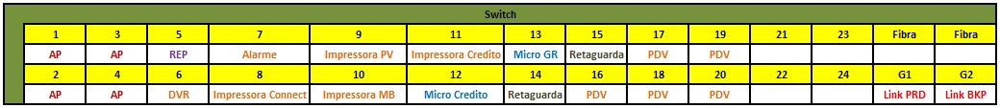 Switch
1 3 5 7 9 11 13 15 17 19 21 23 Fibra Fibra
AP AP REP Alarme Impressora PV Impressora Credito Micro GR Retaguarda PDV PDV
2 4 6 8 10 12 14 16 18 20 22 24 G1 G2
AP AP DVR Impressora Connect Impressora MB Micro Credito Retaguarda PDV PDV PDV Link PRD Link BKP